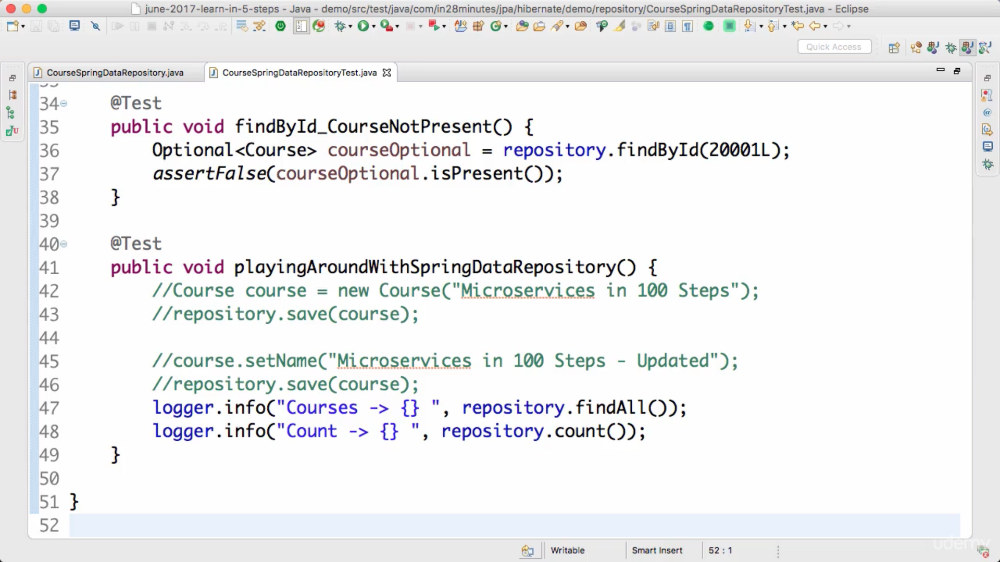 june-2017-learn-in-5-steps - Java - demo/src/test/java/com/in28minutes/jpa/hibernate/demo/repository/CourseSpringDataRepositoryTest.java - Eclipse
Quick Access
CourseSpringDataRepository.java
CourseSpringDataRepositoryTest.java
34 @Test
35 public void findById_CourseNotPresent() {
36 Optional<Course> courseOptional = repository.findById(20001L);
37 assertFalse(courseOptional.isPresent());
38 }
39
40 @Test
41 public void playingAroundWithSpringDataRepository() {
42 //Course course = new Course("Microservices in 100 Steps");
43 //repository.save(course);
44
45 //course.setName("Microservices in 100 Steps - Updated");
46 //repository.save(course);
47 logger.info("Courses -> {} ", repository.findAll());
48 logger.info("Count -> {} ", repository.count());
49 }
50
51 }
52
Writable
Smart Insert
52 : 1
udemy